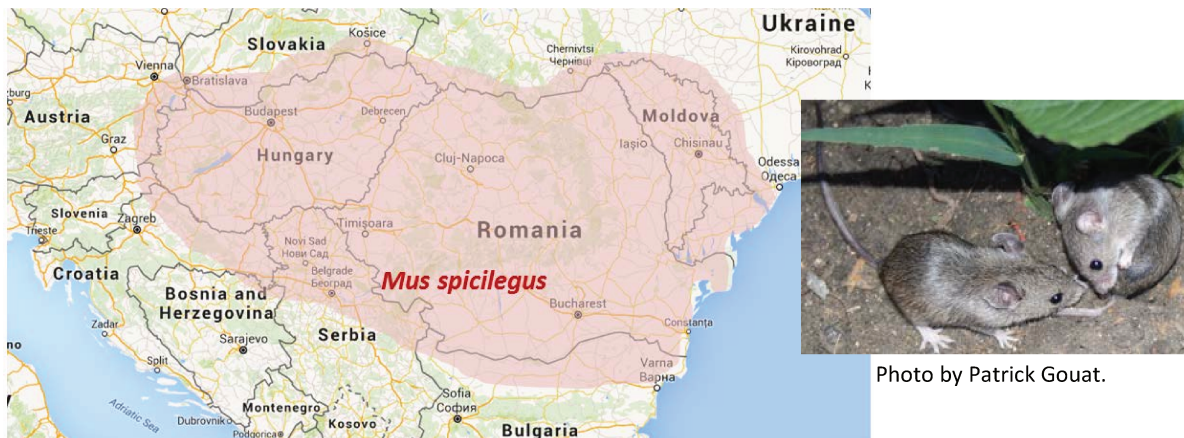 Ukraine
Slovakia
Košice
Chernivtsi
Чернівці
Kirovohrad
Кіровоград
Vienna
Bratislava
zburg
Austria
Budapest
Debrecen
Moldova
Graz
Hungary
Cluj-Napoca
Iași
Chisinau
Odessa
Одеса
Slovenia
Zagreb
Trieste
Timișoara
Romania
Novi Sad
Нови Сад
Croatia
Belgrade
Београд
Mus spicilegus
Bosnia and
Herzegovina
Bucharest
Zadar
Serbia
Constanța
Sarajevo
no
Split
Varna
Варна
Photo by Patrick Gouat.
Adriatic Sea
Montenegro
Sofia
София
Dubrovnik
Kosovo
Podgorica
Bulgaria